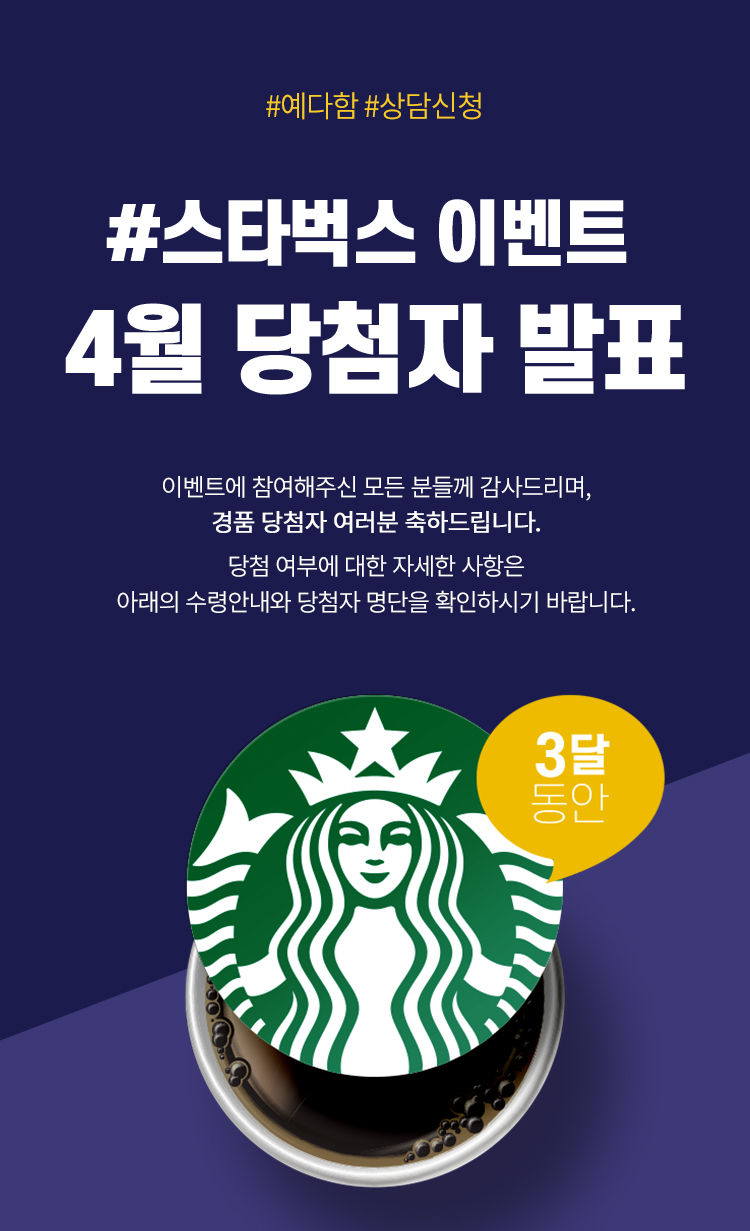 #예다함 #상담신청
#스타벅스 이벤트
4월 당첨자 발표
이벤트에 참여해주신 모든 분들께 감사드리며,
경품 당첨자 여러분 축하드립니다.
당첨 여부에 대한 자세한 사항은
아래의 수령안내와 당첨자 명단을 확인하시기 바랍니다.
3달
동안